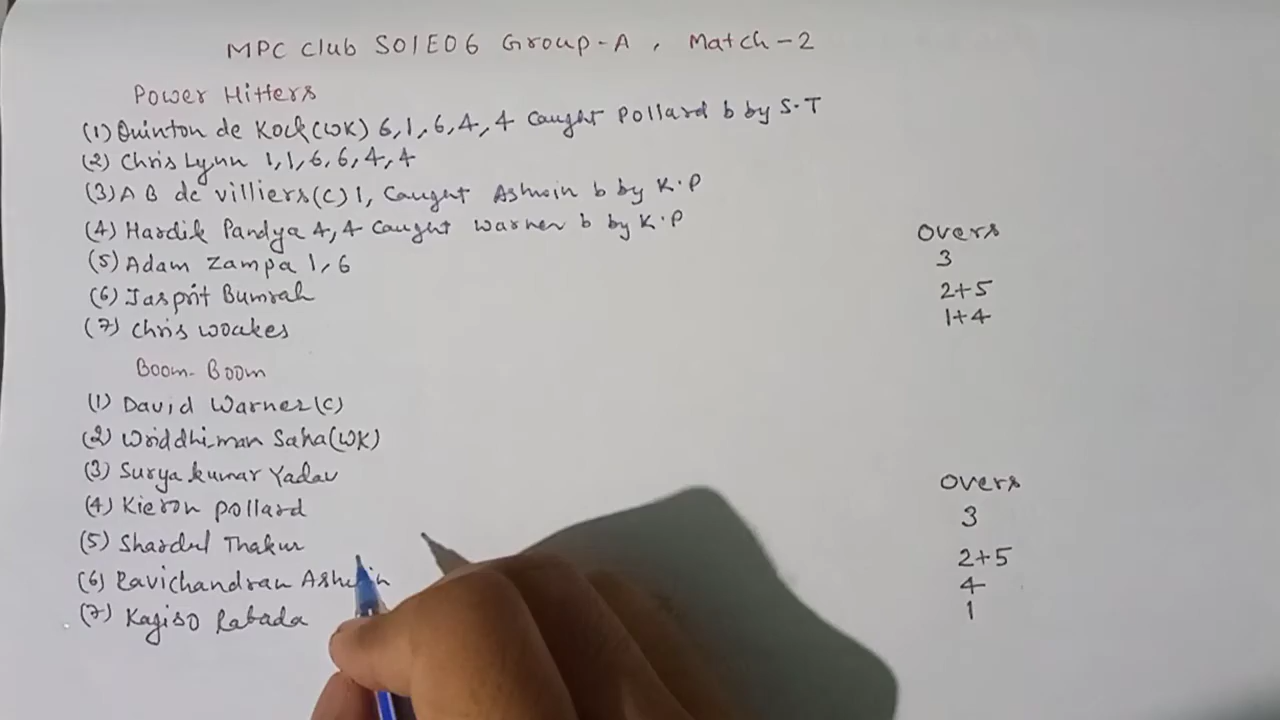 MPC Club S01E06 Group-A, Match-2
Power Hitters
(1) Quinton de Kock(WK) 6,1,6,4,4 Caught Pollard b by S.T
(2) Chris Lynn 1,1,6,6,4,4
(3) A B de villiers(C) 1, Caught Ashwin b by K.P
(4) Hardik Pandya 4,4 Caught Warner b by K.P
Overs
(5) Adam Zampa 1,6
3
(6) Jasprit Bumrah
2+5
(7) Chris Woakes
1+4
Boom-Boom
(1) David Warner(C)
(2) Wriddhiman Saha(WK)
(3) Surya kumar Yadav
Overs
(4) Kieron Pollard
3
(5) Shardul Thakur
2+5
(6) Ravichandran Ashwin
4
(7) Kagiso Rabada
1